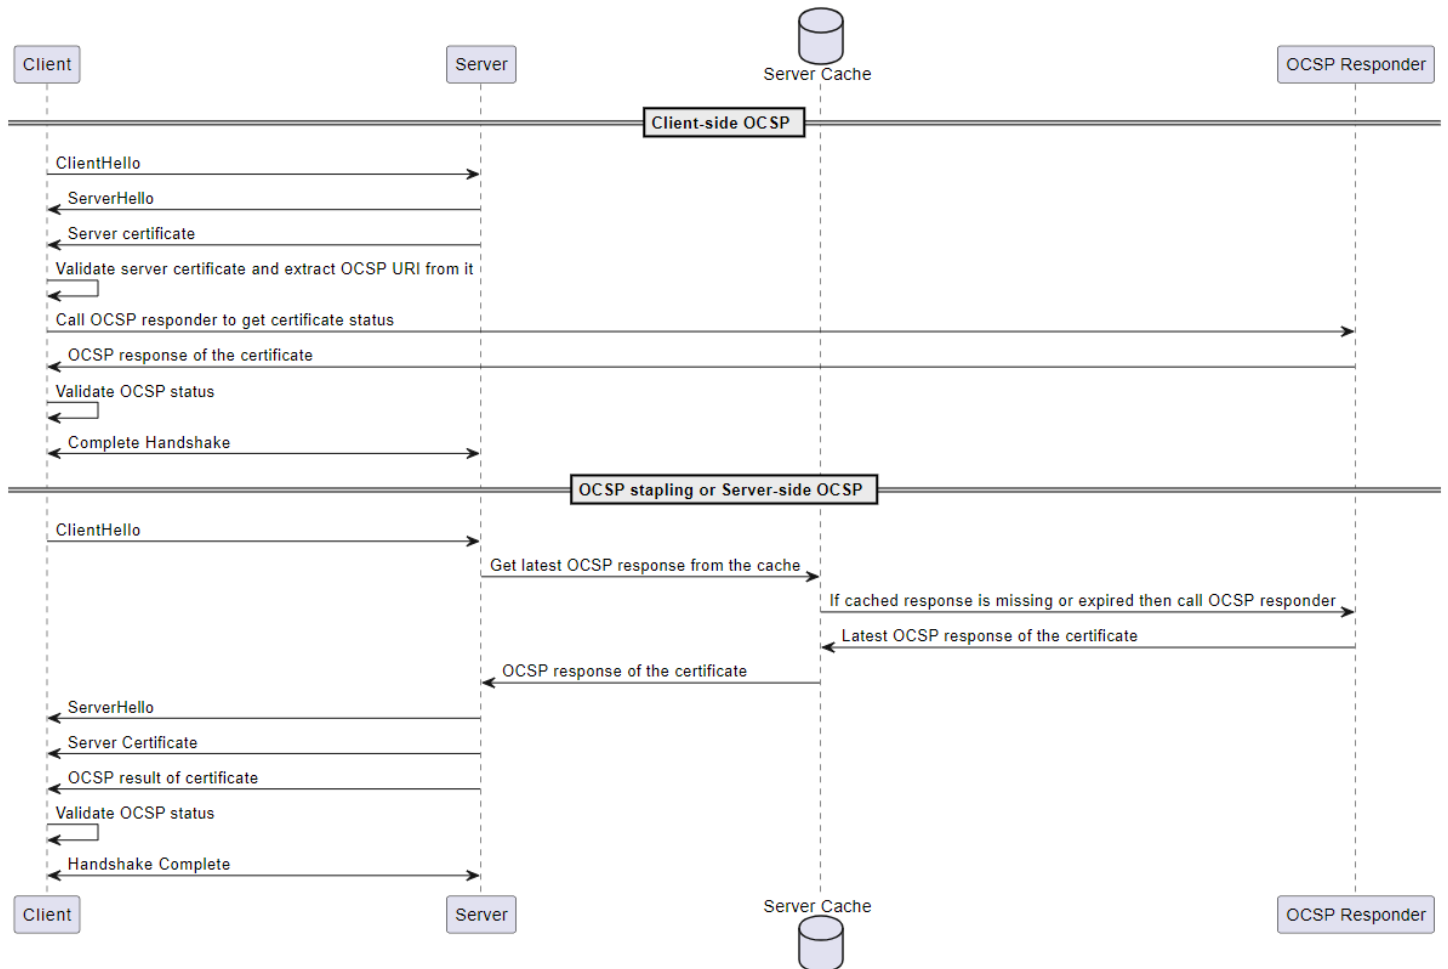 Client
Server
Server Cache
OCSP Responder
Client-side OCSP
ClientHello
ServerHello
Server certificate
Validate server certificate and extract OCSP URI from it
Call OCSP responder to get certificate status
OCSP response of the certificate
Validate OCSP status
Complete Handshake
OCSP stapling or Server-side OCSP
ClientHello
Get latest OCSP response from the cache
If cached response is missing or expired then call OCSP responder
Latest OCSP response of the certificate
OCSP response of the certificate
ServerHello
Server Certificate
OCSP result of certificate
Validate OCSP status
Handshake Complete
Client
Server
Server Cache
OCSP Responder